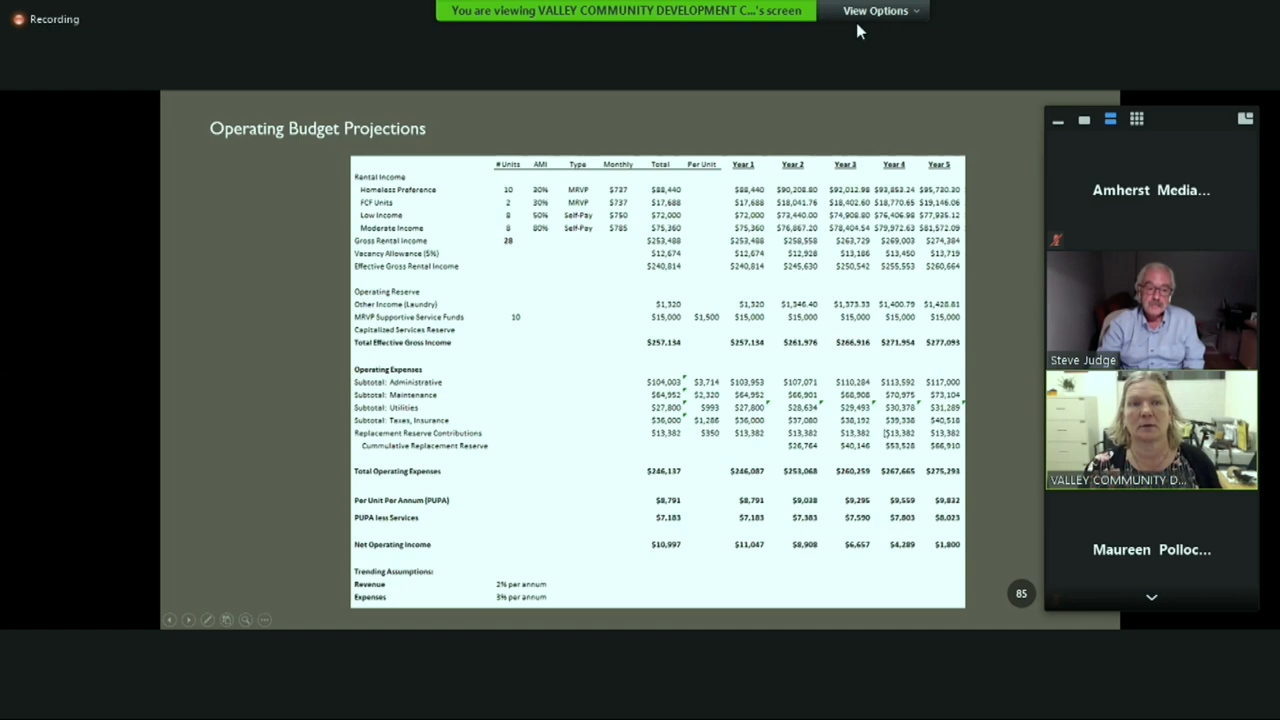 Recording
You are viewing VALLEY COMMUNITY DEVELOPMENT C...'s screen
View Options
Operating Budget Projections
# Units AMI Type Monthly Total Per Unit Year 1 Year 2 Year 3 Year 4 Year 5
Rental Income
Homeless Preference 10 30% MRVP $737 $88,440 $88,440 $90,208.80 $92,012.98 $93,853.24 $95,730.30
FCF Units 2 30% MRVP $737 $17,688 $17,688 $18,041.76 $18,402.60 $18,770.65 $19,146.06
Low Income 8 50% Self-Pay $750 $72,000 $72,000 $73,440.00 $74,908.80 $76,406.98 $77,935.12
Moderate Income 8 80% Self-Pay $785 $75,360 $75,360 $76,867.20 $78,404.54 $79,972.63 $81,572.09
Gross Rental Income 28 $253,488 $253,488 $258,558 $263,729 $269,003 $274,384
Vacancy Allowance (5%) $12,674 $12,674 $12,928 $13,186 $13,450 $13,719
Effective Gross Rental Income $240,814 $240,814 $245,630 $250,542 $255,553 $260,664
Operating Reserve
Other Income (Laundry) $1,320 $1,320 $1,346.40 $1,373.33 $1,400.79 $1,428.81
MRVP Supportive Service Funds 10 $15,000 $1,500 $15,000 $15,000 $15,000 $15,000 $15,000
Capitalized Services Reserve
Total Effective Gross Income $257,134 $257,134 $261,976 $266,916 $271,954 $277,093
Operating Expenses
Subtotal: Administrative $104,003 $3,714 $103,953 $107,071 $110,284 $113,592 $117,000
Subtotal: Maintenance $64,952 $2,320 $64,952 $66,901 $68,908 $70,975 $73,104
Subtotal: Utilities $27,800 $993 $27,800 $28,634 $29,493 $30,378 $31,289
Subtotal: Taxes, Insurance $36,000 $1,286 $36,000 $37,080 $38,192 $39,338 $40,518
Replacement Reserve Contributions $13,382 $350 $13,382 $13,382 $13,382 $13,382 $13,382
Cummulative Replacement Reserve $26,764 $40,146 $53,528 $66,910
Total Operating Expenses $246,137 $246,087 $253,068 $260,259 $267,665 $275,293
Per Unit Per Annum (PUPA) $8,791 $8,791 $9,038 $9,295 $9,559 $9,832
PUPA less Services $7,183 $7,183 $7,383 $7,590 $7,803 $8,023
Net Operating Income $10,997 $11,047 $8,908 $6,657 $4,289 $1,800
Trending Assumptions:
Revenue 2% per annum
Expenses 3% per annum
85
Amherst Media...
Steve Judge
VALLEY COMMUNITY D...
Maureen Polloc...